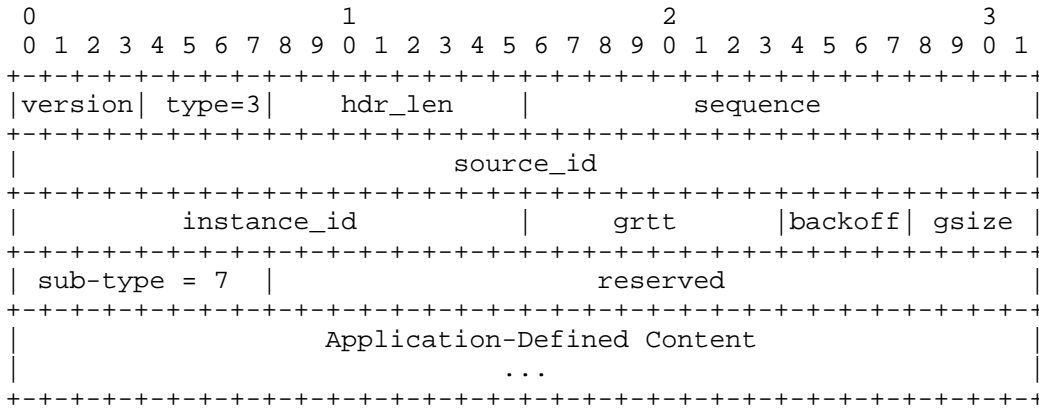 0                   1                   2                   3
0 1 2 3 4 5 6 7 8 9 0 1 2 3 4 5 6 7 8 9 0 1 2 3 4 5 6 7 8 9 0 1
+-+-+-+-+-+-+-+-+-+-+-+-+-+-+-+-+-+-+-+-+-+-+-+-+-+-+-+-+-+-+-+-+
|version| type=3|    hdr_len    |          sequence             |
+-+-+-+-+-+-+-+-+-+-+-+-+-+-+-+-+-+-+-+-+-+-+-+-+-+-+-+-+-+-+-+-+
|                           source_id                           |
+-+-+-+-+-+-+-+-+-+-+-+-+-+-+-+-+-+-+-+-+-+-+-+-+-+-+-+-+-+-+-+-+
|          instance_id          |     grtt      |backoff| gsize |
+-+-+-+-+-+-+-+-+-+-+-+-+-+-+-+-+-+-+-+-+-+-+-+-+-+-+-+-+-+-+-+-+
| sub-type = 7  |                    reserved                   |
+-+-+-+-+-+-+-+-+-+-+-+-+-+-+-+-+-+-+-+-+-+-+-+-+-+-+-+-+-+-+-+-+
|                   Application-Defined Content                 |
|                              ...                              |
+-+-+-+-+-+-+-+-+-+-+-+-+-+-+-+-+-+-+-+-+-+-+-+-+-+-+-+-+-+-+-+-+